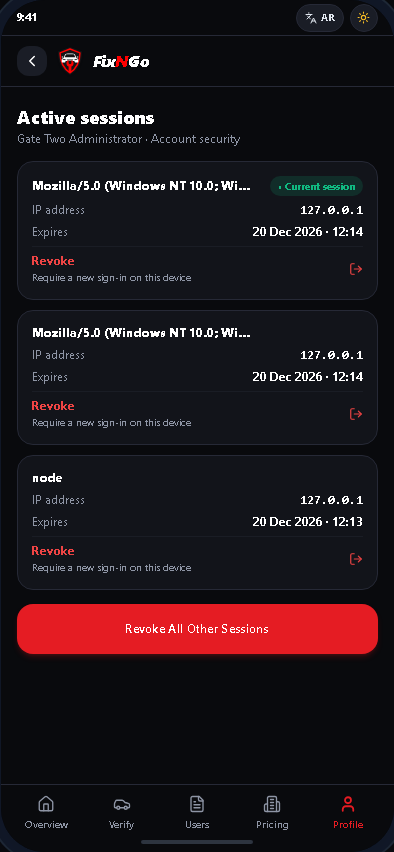 9:41
AR
FixNGo
Active sessions
Gate Two Administrator · Account security
Mozilla/5.0 (Windows NT 10.0; Wi...
• Current session
IP address 127.0.0.1
Expires 20 Dec 2026 · 12:14
Revoke
Require a new sign-in on this device
Mozilla/5.0 (Windows NT 10.0; Wi...
IP address 127.0.0.1
Expires 20 Dec 2026 · 12:14
Revoke
Require a new sign-in on this device
node
IP address 127.0.0.1
Expires 20 Dec 2026 · 12:13
Revoke
Require a new sign-in on this device
Revoke All Other Sessions
Overview Verify Users Pricing Profile